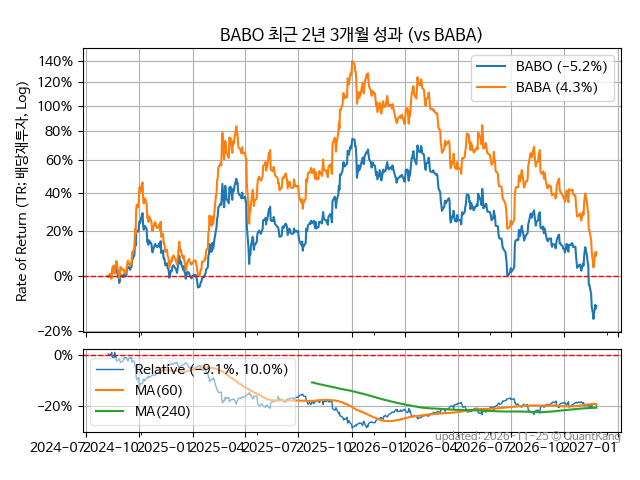 BABO 최근 2년 3개월 성과 (vs BABA)
Rate of Return (TR: 배당재투자, Log)
140%
120%
100%
80%
60%
40%
20%
0%
−20%
BABO (−5.2%)
BABA (4.3%)
0%
−20%
Relative (−9.1%, 10.0%)
MA(60)
MA(240)
updated: 2026-11-25 © QuantKang
2024-07 2024-10 2025-01 2025-04 2025-07 2025-10 2026-01 2026-04 2026-07 2026-10 2027-01